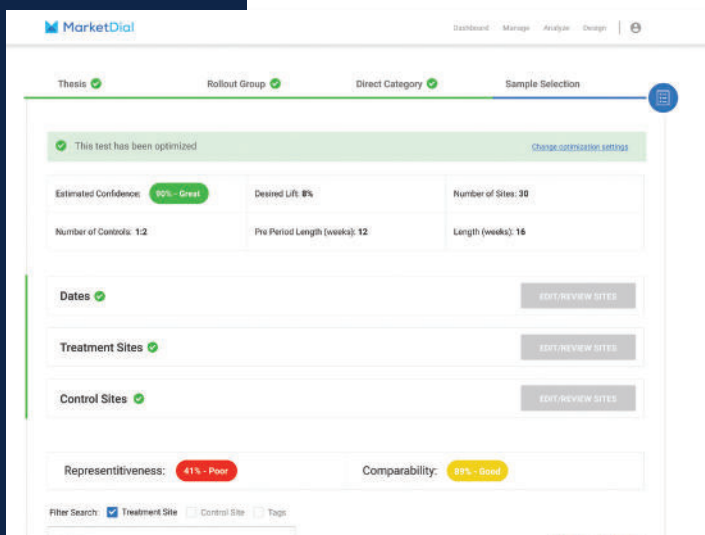 MarketDial
Dashboard Manage Analyze Design
Thesis Rollout Group Direct Category Sample Selection
This test has been optimized Change optimization settings
Estimated Confidence: 90% - Great Desired Lift: 8% Number of Sites: 30
Number of Controls: 1:2 Pre Period Length (weeks): 12 Length (weeks): 16
Dates EDIT/REVIEW SITES
Treatment Sites EDIT/REVIEW SITES
Control Sites EDIT/REVIEW SITES
Representitiveness: 41% - Poor Comparability: 89% - Good
Filter Search: Treatment Site Control Site Tags